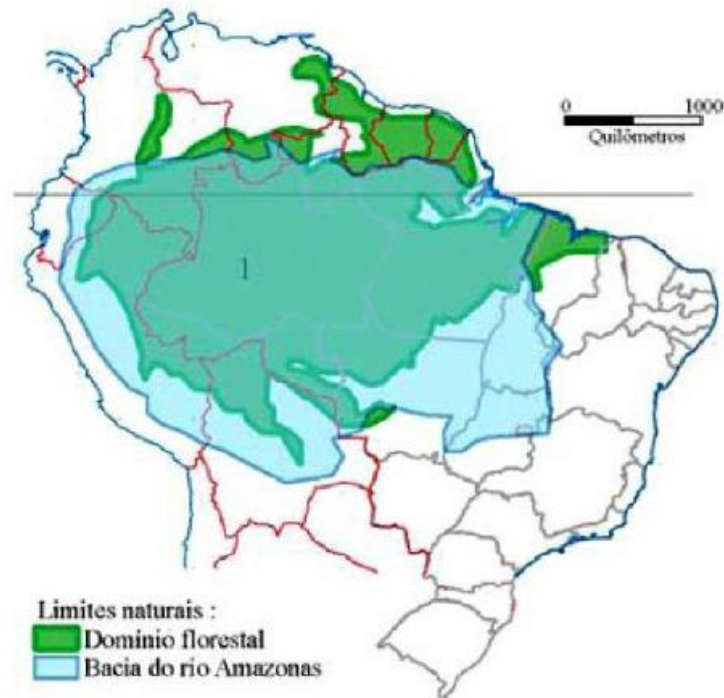 0 1000
Quilômetros
1
Limites naturais :
Domínio florestal
Bacia do rio Amazonas